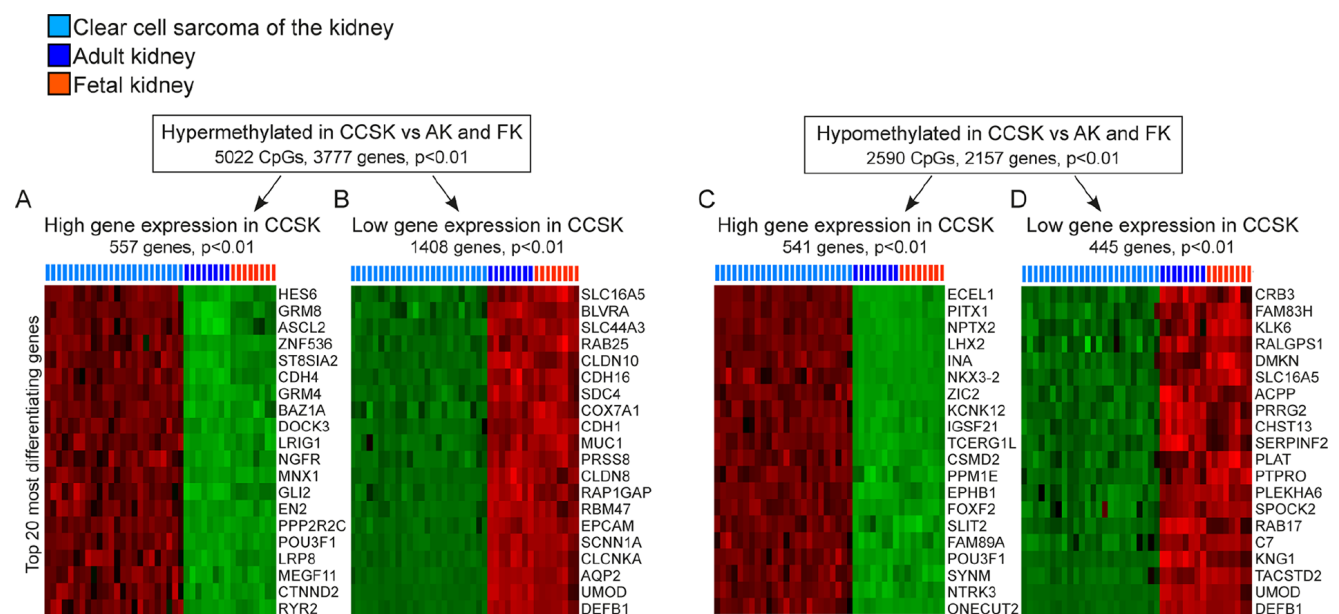 Clear cell sarcoma of the kidney
Adult kidney
Fetal kidney
Hypermethylated in CCSK vs AK and FK
5022 CpGs, 3777 genes, p<0.01
Hypomethylated in CCSK vs AK and FK
2590 CpGs, 2157 genes, p<0.01
A
High gene expression in CCSK
557 genes, p<0.01
Top 20 most differentiating genes
HES6
GRM8
ASCL2
ZNF536
ST8SIA2
CDH4
GRM4
BAZ1A
DOCK3
LRIG1
NGFR
MNX1
GLI2
EN2
PPP2R2C
POU3F1
LRP8
MEGF11
CTNND2
RYR2
B
Low gene expression in CCSK
1408 genes, p<0.01
SLC16A5
BLVRA
SLC44A3
RAB25
CLDN10
CDH16
SDC4
COX7A1
CDH1
MUC1
PRSS8
CLDN8
RAP1GAP
RBM47
EPCAM
SCNN1A
CLCNKA
AQP2
UMOD
DEFB1
C
High gene expression in CCSK
541 genes, p<0.01
ECEL1
PITX1
NPTX2
LHX2
INA
NKX3-2
ZIC2
KCNK12
IGSF21
TCERG1L
CSMD2
PPM1E
EPHB1
FOXF2
SLIT2
FAM89A
POU3F1
SYNM
NTRK3
ONECUT2
D
Low gene expression in CCSK
445 genes, p<0.01
CRB3
FAM83H
KLK6
RALGPS1
DMKN
SLC16A5
ACPP
PRRG2
CHST13
SERPINF2
PLAT
PTPRO
PLEKHA6
SPOCK2
RAB17
C7
KNG1
TACSTD2
UMOD
DEFB1